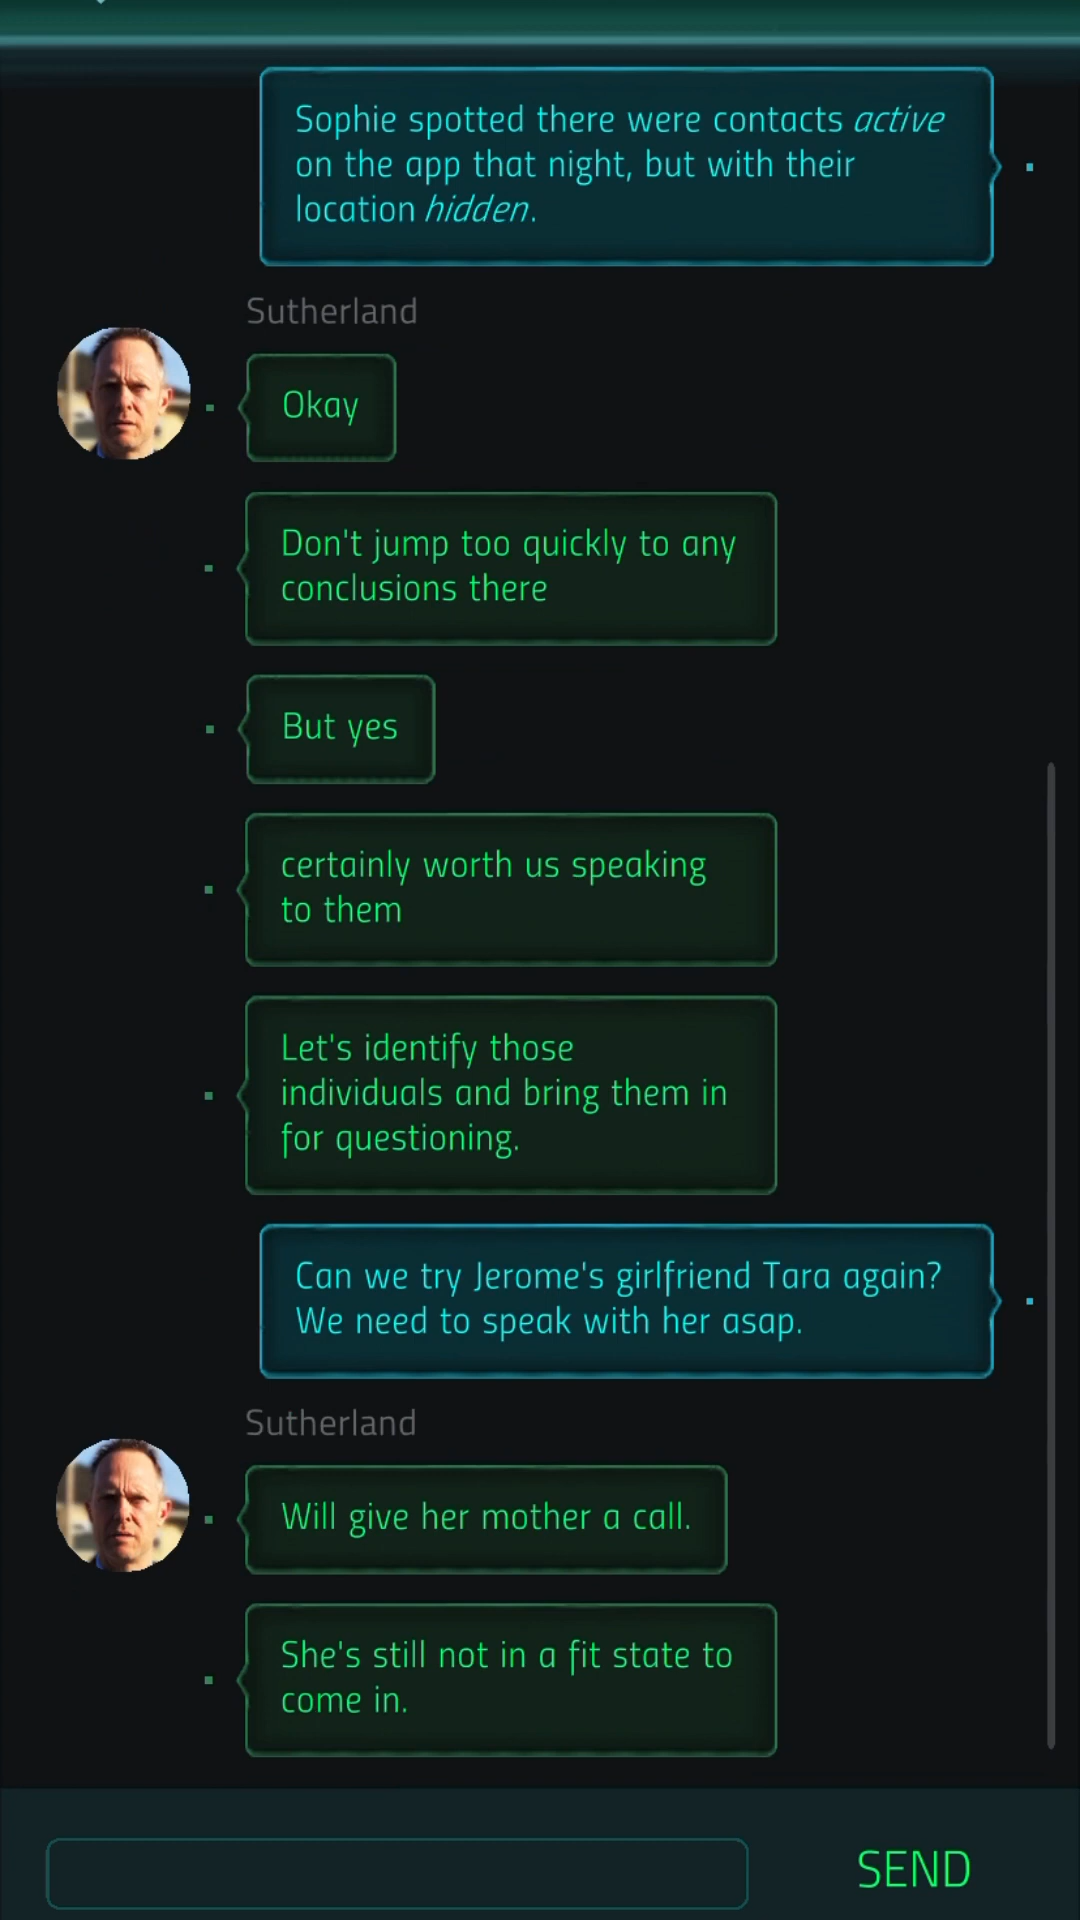 Sophie spotted there were contacts active
on the app that night, but with their
location hidden.
Sutherland
Okay
Don't jump too quickly to any
conclusions there
But yes
certainly worth us speaking
to them
Let's identify those
individuals and bring them in
for questioning.
Can we try Jerome's girlfriend Tara again?
We need to speak with her asap.
Sutherland
Will give her mother a call.
She's still not in a fit state to
come in.
SEND